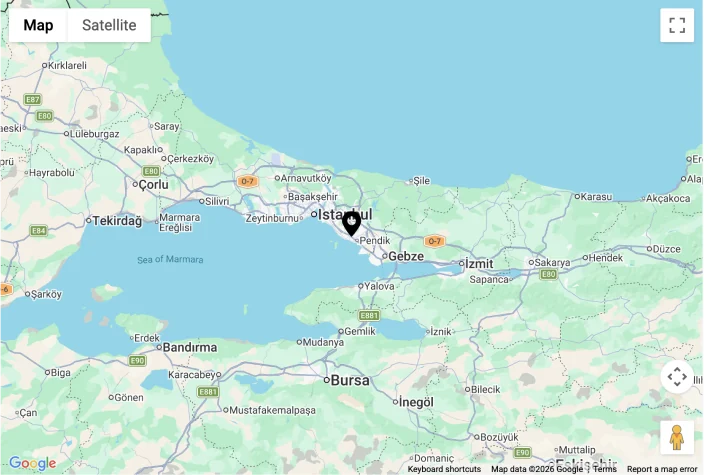 Map
Satellite
Kırklareli
E87
E80
Lüleburgaz
Saray
Kapaklı
Çerkezköy
E80
Hayrabolu
Çorlu
O-7
Arnavutköy
Şile
Silivri
Başakşehir
Karasu
Akçakoca
Tekirdağ
Marmara
Ereğlisi
Zeytinburnu
Istanbul
E84
Pendik
O-7
Düzce
Sea of Marmara
Gebze
İzmit
Sakarya
Hendek
Sapanca
E80
Şarköy
Yalova
E881
Erdek
Gemlik
İznik
Bandırma
Mudanya
E90
Biga
Karacabey
Bursa
E881
Gönen
Bilecik
İnegöl
Çan
Mustafakemalpaşa
Bozüyük
E90
Muttalip
Domaniç
Eskişehir
Google
Keyboard shortcuts
Map data ©2026 Google
Terms
Report a map error